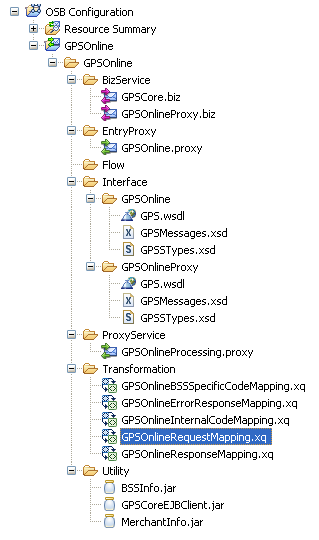 OSB Configuration
Resource Summary
GPSOnline
GPSOnline
BizService
GPSCore.biz
GPSOnlineProxy.biz
EntryProxy
GPSOnline.proxy
Flow
Interface
GPSOnline
GPS.wsdl
GPSMessages.xsd
GPSSTypes.xsd
GPSOnlineProxy
GPS.wsdl
GPSMessages.xsd
GPSSTypes.xsd
ProxyService
GPSOnlineProcessing.proxy
Transformation
GPSOnlineBSSSpecificCodeMapping.xq
GPSOnlineErrorResponseMapping.xq
GPSOnlineInternalCodeMapping.xq
GPSOnlineRequestMapping.xq
GPSOnlineResponseMapping.xq
Utility
BSSInfo.jar
GPSCoreEJBClient.jar
MerchantInfo.jar